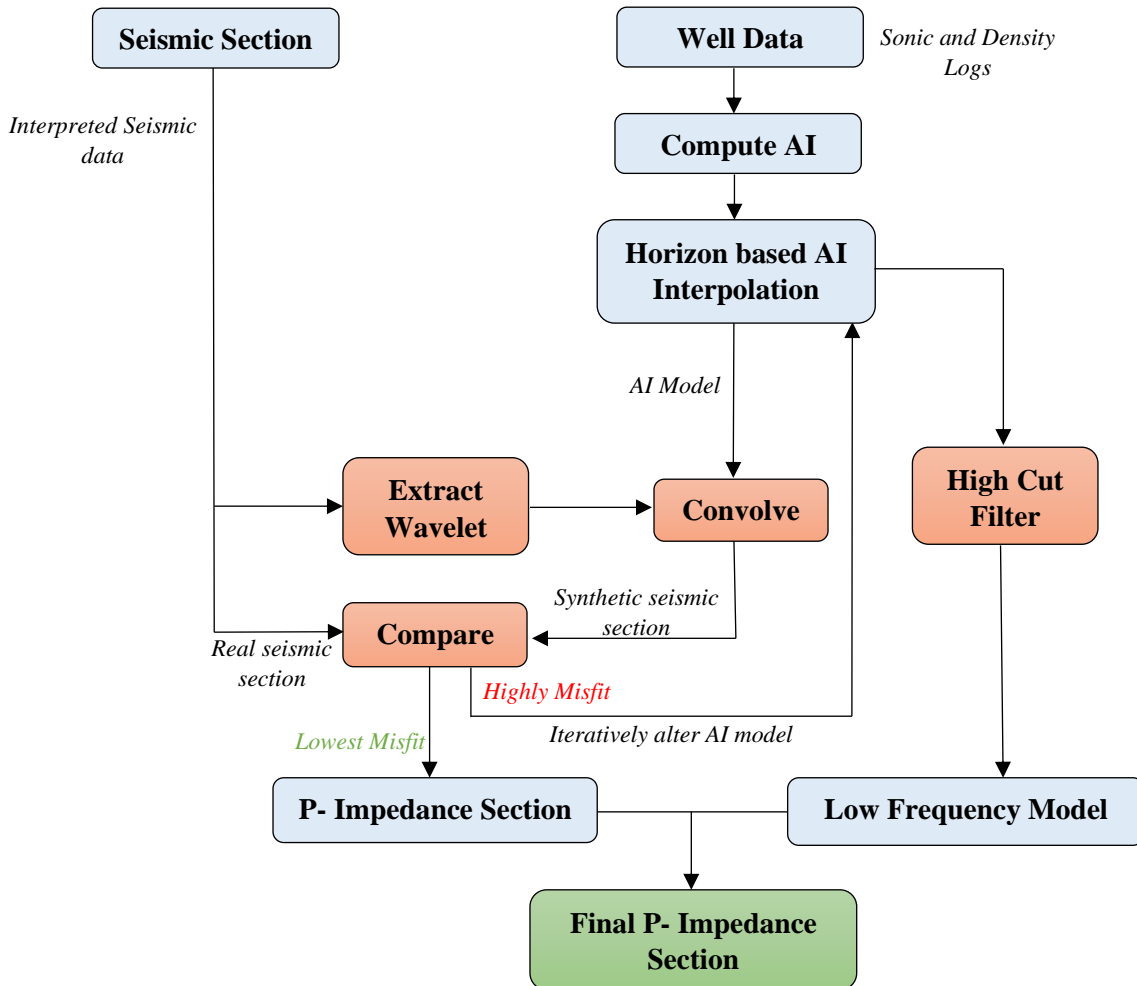 Seismic Section
Well Data
Sonic and Density
Logs
Interpreted Seismic
data
Compute AI
Horizon based AI
Interpolation
AI Model
Extract
Wavelet
Convolve
High Cut
Filter
Synthetic seismic
section
Compare
Real seismic
section
Highly Misfit
Iteratively alter AI model
Lowest Misfit
P- Impedance Section
Low Frequency Model
Final P- Impedance
Section